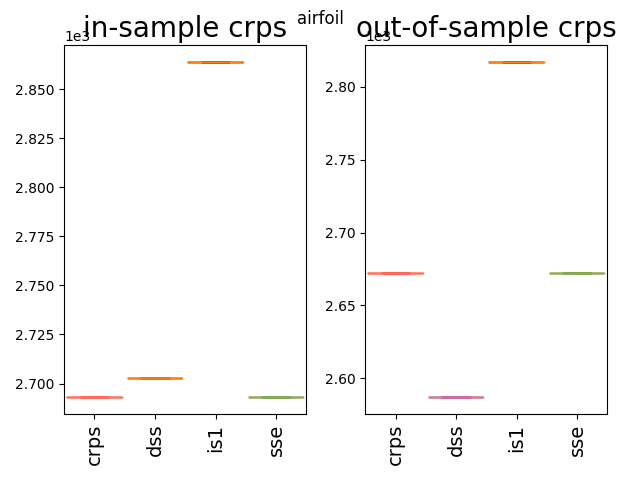 airfoil
in-sample crps
1e3
2.850
2.825
2.800
2.775
2.750
2.725
2.700
crps
dss
is1
sse
out-of-sample crps
1e3
2.80
2.75
2.70
2.65
2.60
crps
dss
is1
sse